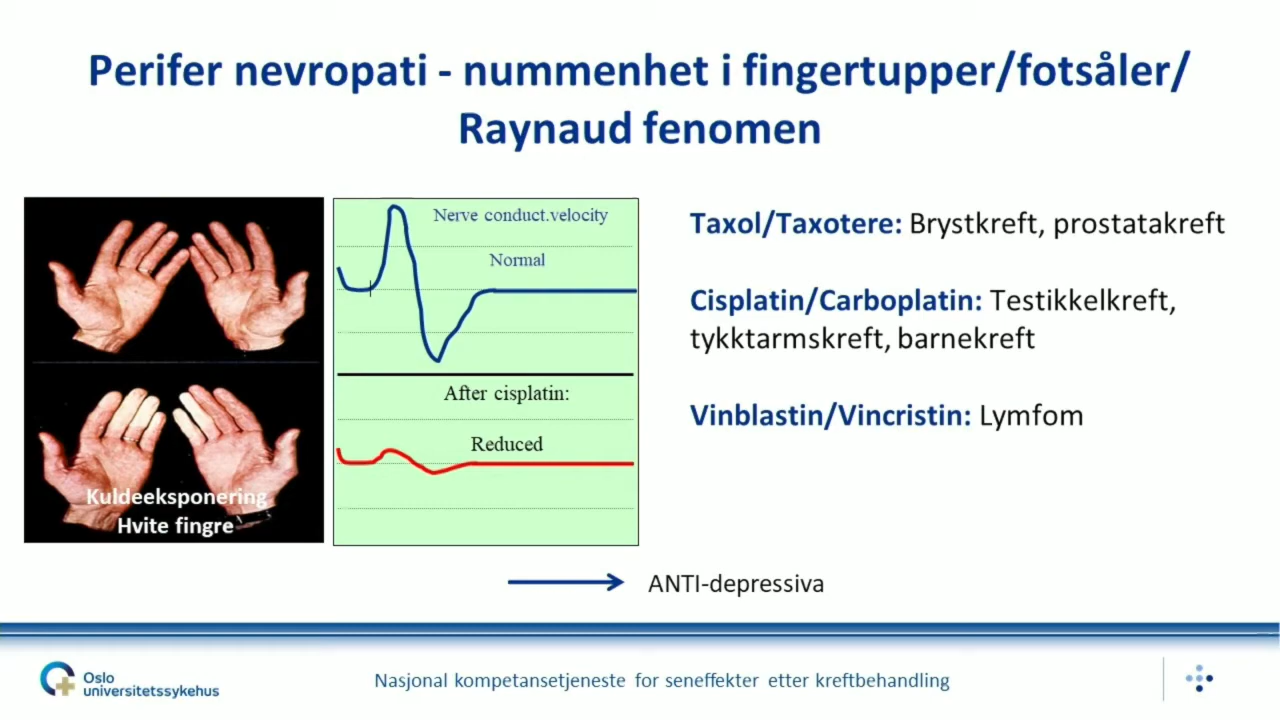 Perifer nevropati - nummenhet i fingertupper/fotsåler/
Raynaud fenomen
Kuldeeksponering
Hvite fingre
Nerve conduct.velocity
Normal
After cisplatin:
Reduced
Taxol/Taxotere: Brystkreft, prostatakreft
Cisplatin/Carboplatin: Testikkelkreft,
tykktarmskreft, barnekreft
Vinblastin/Vincristin: Lymfom
ANTI-depressiva
Oslo
universitetssykehus
Nasjonal kompetansetjeneste for seneffekter etter kreftbehandling